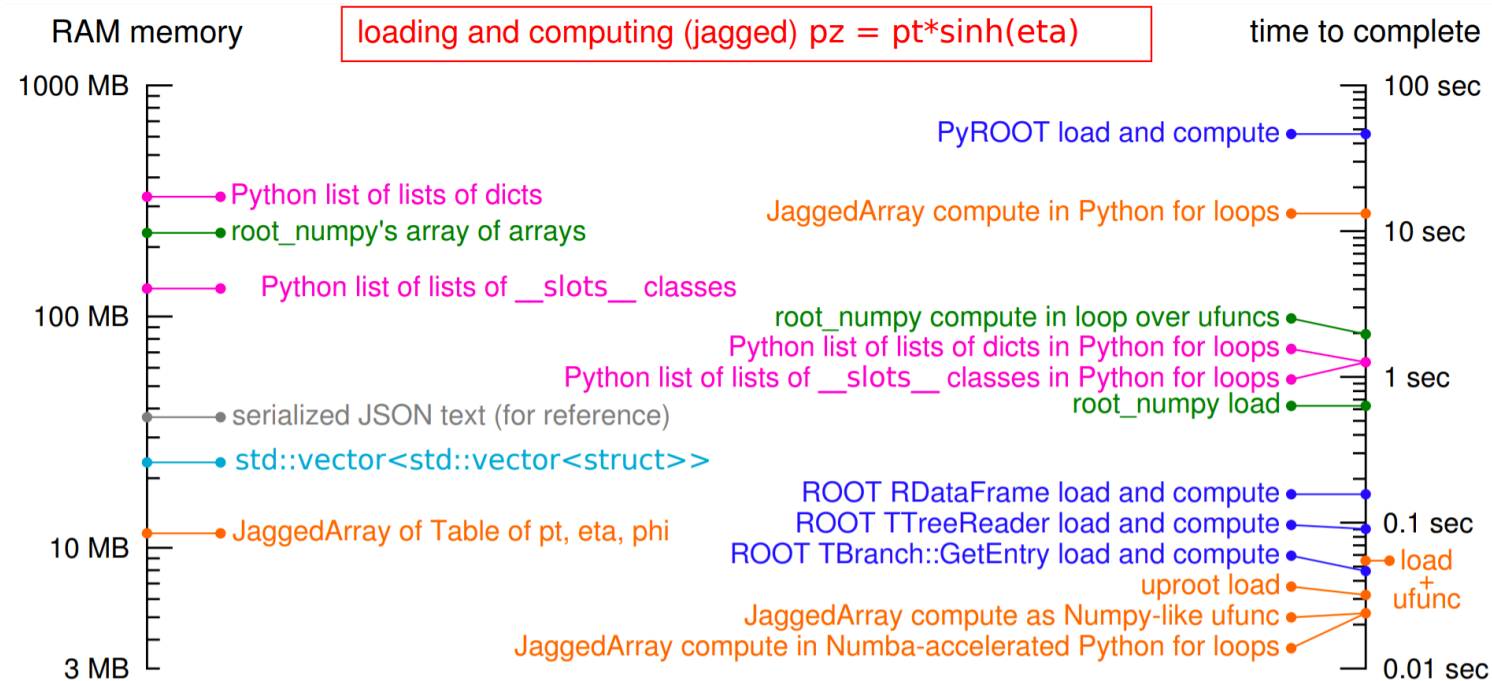 RAM memory
loading and computing (jagged) pz = pt*sinh(eta)
time to complete
1000 MB
100 sec
PyROOT load and compute
Python list of lists of dicts
JaggedArray compute in Python for loops
root_numpy's array of arrays
10 sec
Python list of lists of __slots__ classes
100 MB
root_numpy compute in loop over ufuncs
Python list of lists of dicts in Python for loops
Python list of lists of __slots__ classes in Python for loops
1 sec
root_numpy load
serialized JSON text (for reference)
std::vector<std::vector<struct>>
ROOT RDataFrame load and compute
ROOT TTreeReader load and compute
0.1 sec
JaggedArray of Table of pt, eta, phi
10 MB
ROOT TBranch::GetEntry load and compute
load
+
ufunc
uproot load
JaggedArray compute as Numpy-like ufunc
JaggedArray compute in Numba-accelerated Python for loops
3 MB
0.01 sec